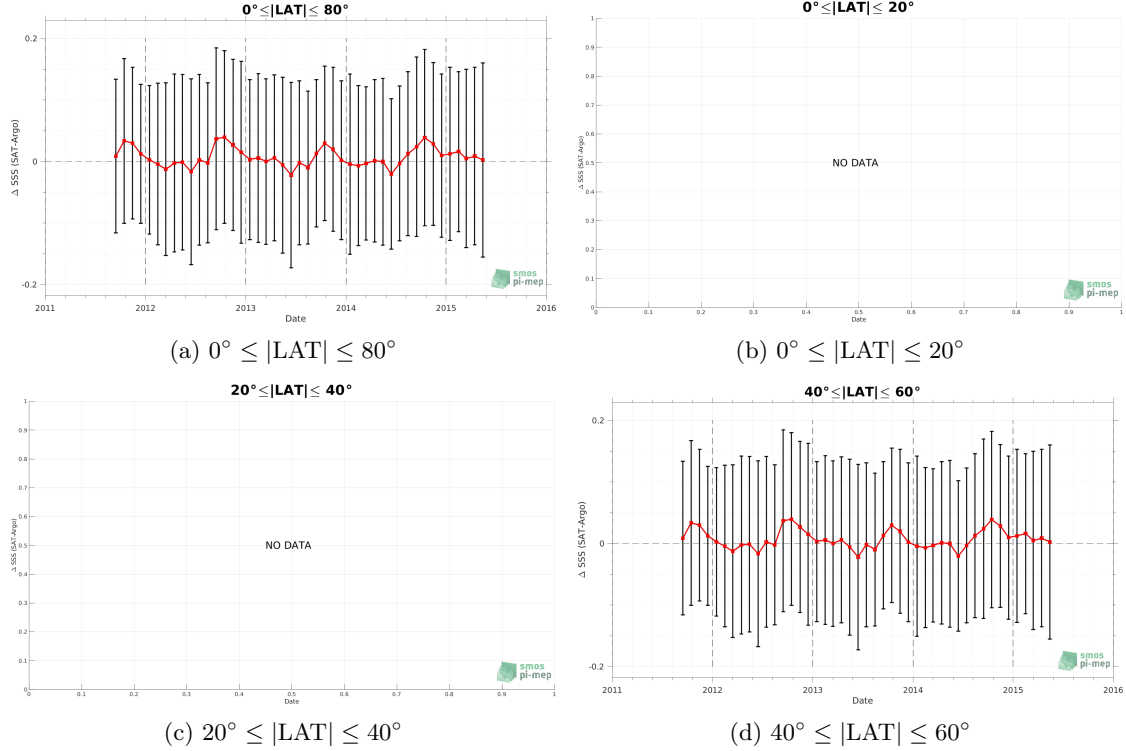 0°≤|LAT|≤ 80°
0.2
0
-0.2
Δ SSS (SAT-Argo)
2011 2012 2013 2014 2015 2016
Date
smos
pi-mep
(a) 0° ≤ |LAT| ≤ 80°
0°≤|LAT|≤ 20°
1
0.9
0.8
0.7
0.6
0.5
0.4
0.3
0.2
0.1
0
Δ SSS (SAT-Argo)
NO DATA
0 0.1 0.2 0.3 0.4 0.5 0.6 0.7 0.8 0.9 1
Date
smos
pi-mep
(b) 0° ≤ |LAT| ≤ 20°
20°≤|LAT|≤ 40°
1
0.9
0.8
0.7
0.6
0.5
0.4
0.3
0.2
0.1
0
Δ SSS (SAT-Argo)
NO DATA
0 0.1 0.2 0.3 0.4 0.5 0.6 0.7 0.8 0.9 1
Date
smos
pi-mep
(c) 20° ≤ |LAT| ≤ 40°
40°≤|LAT|≤ 60°
0.2
0
-0.2
Δ SSS (SAT-Argo)
2011 2012 2013 2014 2015 2016
Date
smos
pi-mep
(d) 40° ≤ |LAT| ≤ 60°